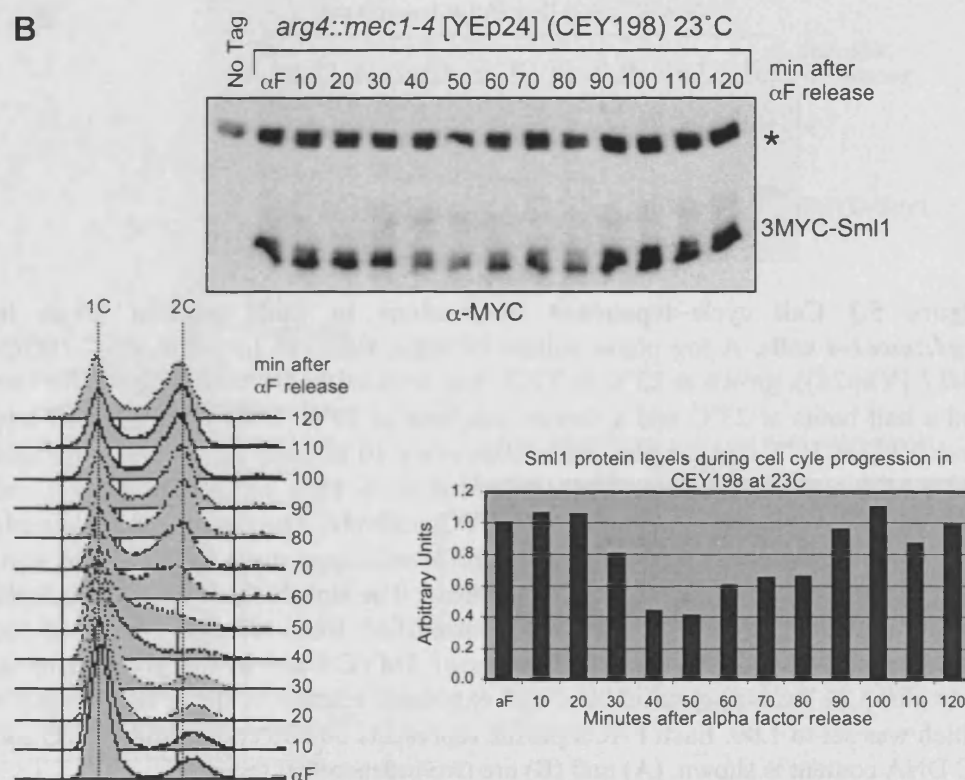 B
arg4::mec1-4 [YEp24] (CEY198) 23˚C
No Tag
αF 10 20 30 40 50 60 70 80 90 100 110 120
min after
αF release
*
3MYC-Sml1
α-MYC
1C 2C
min after
αF release
120
110
100
90
80
70
60
50
40
30
20
10
αF
Sml1 protein levels during cell cyle progression in
CEY198 at 23C
Arbitrary Units
1.2
1.0
0.8
0.6
0.4
0.2
0.0
aF 10 20 30 40 50 60 70 80 90 100 110 120
Minutes after alpha factor release